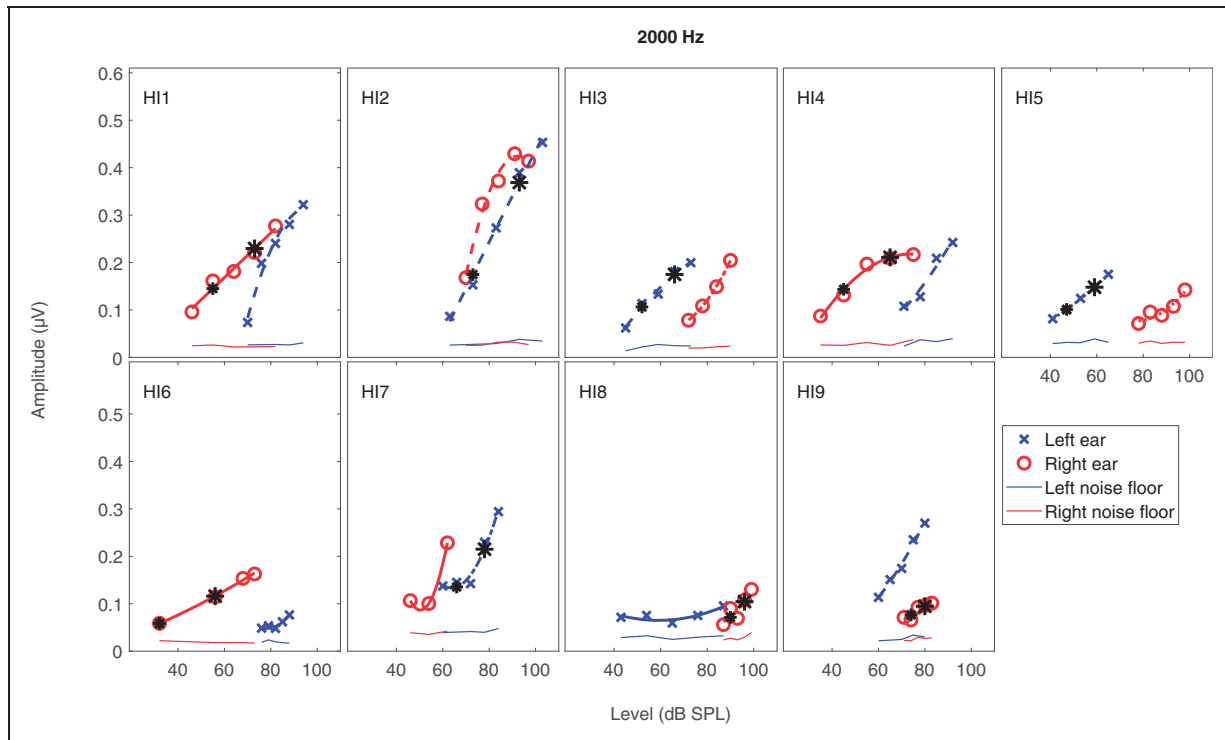 2000 Hz
0.6
0.5
0.4
0.3
0.2
0.1
0
HI1
HI2
HI3
HI4
HI5
40 60 80 100
Amplitude (µV)
0.5
0.4
0.3
0.2
0.1
0
HI6
HI7
HI8
HI9
Left ear
Right ear
Left noise floor
Right noise floor
40 60 80 100
40 60 80 100
40 60 80 100
40 60 80 100
Level (dB SPL)